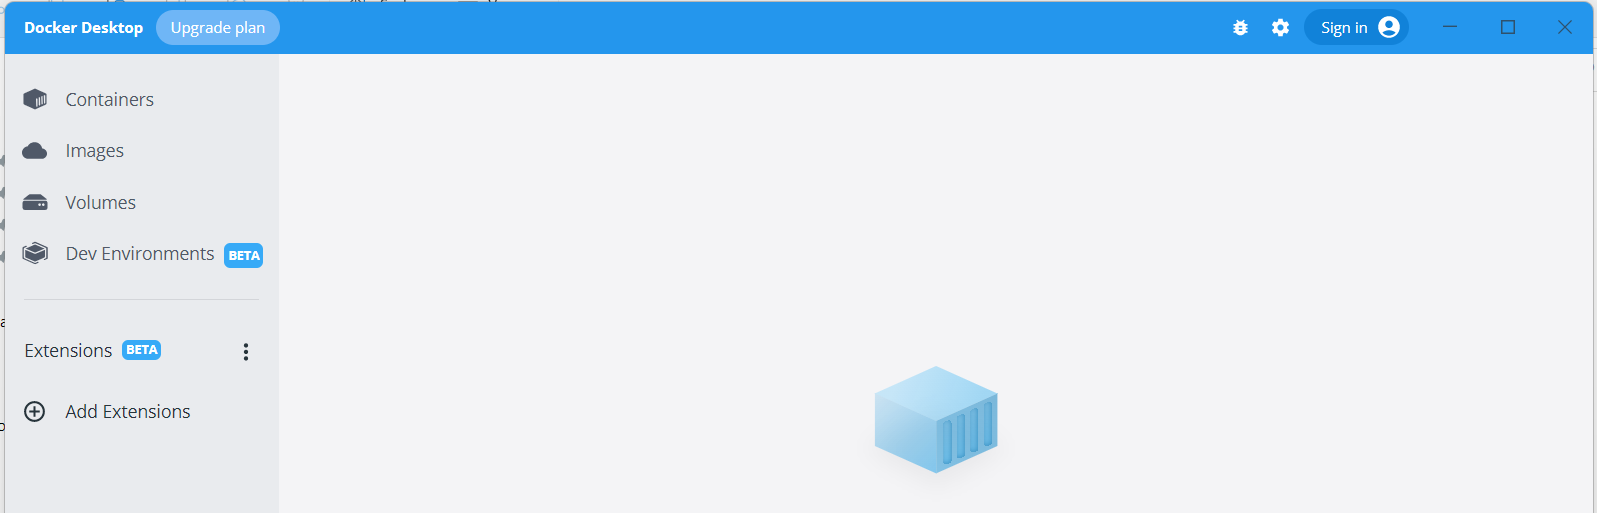 Docker Desktop Upgrade plan Sign in
Containers
Images
Volumes
Dev Environments BETA
Extensions BETA
Add Extensions